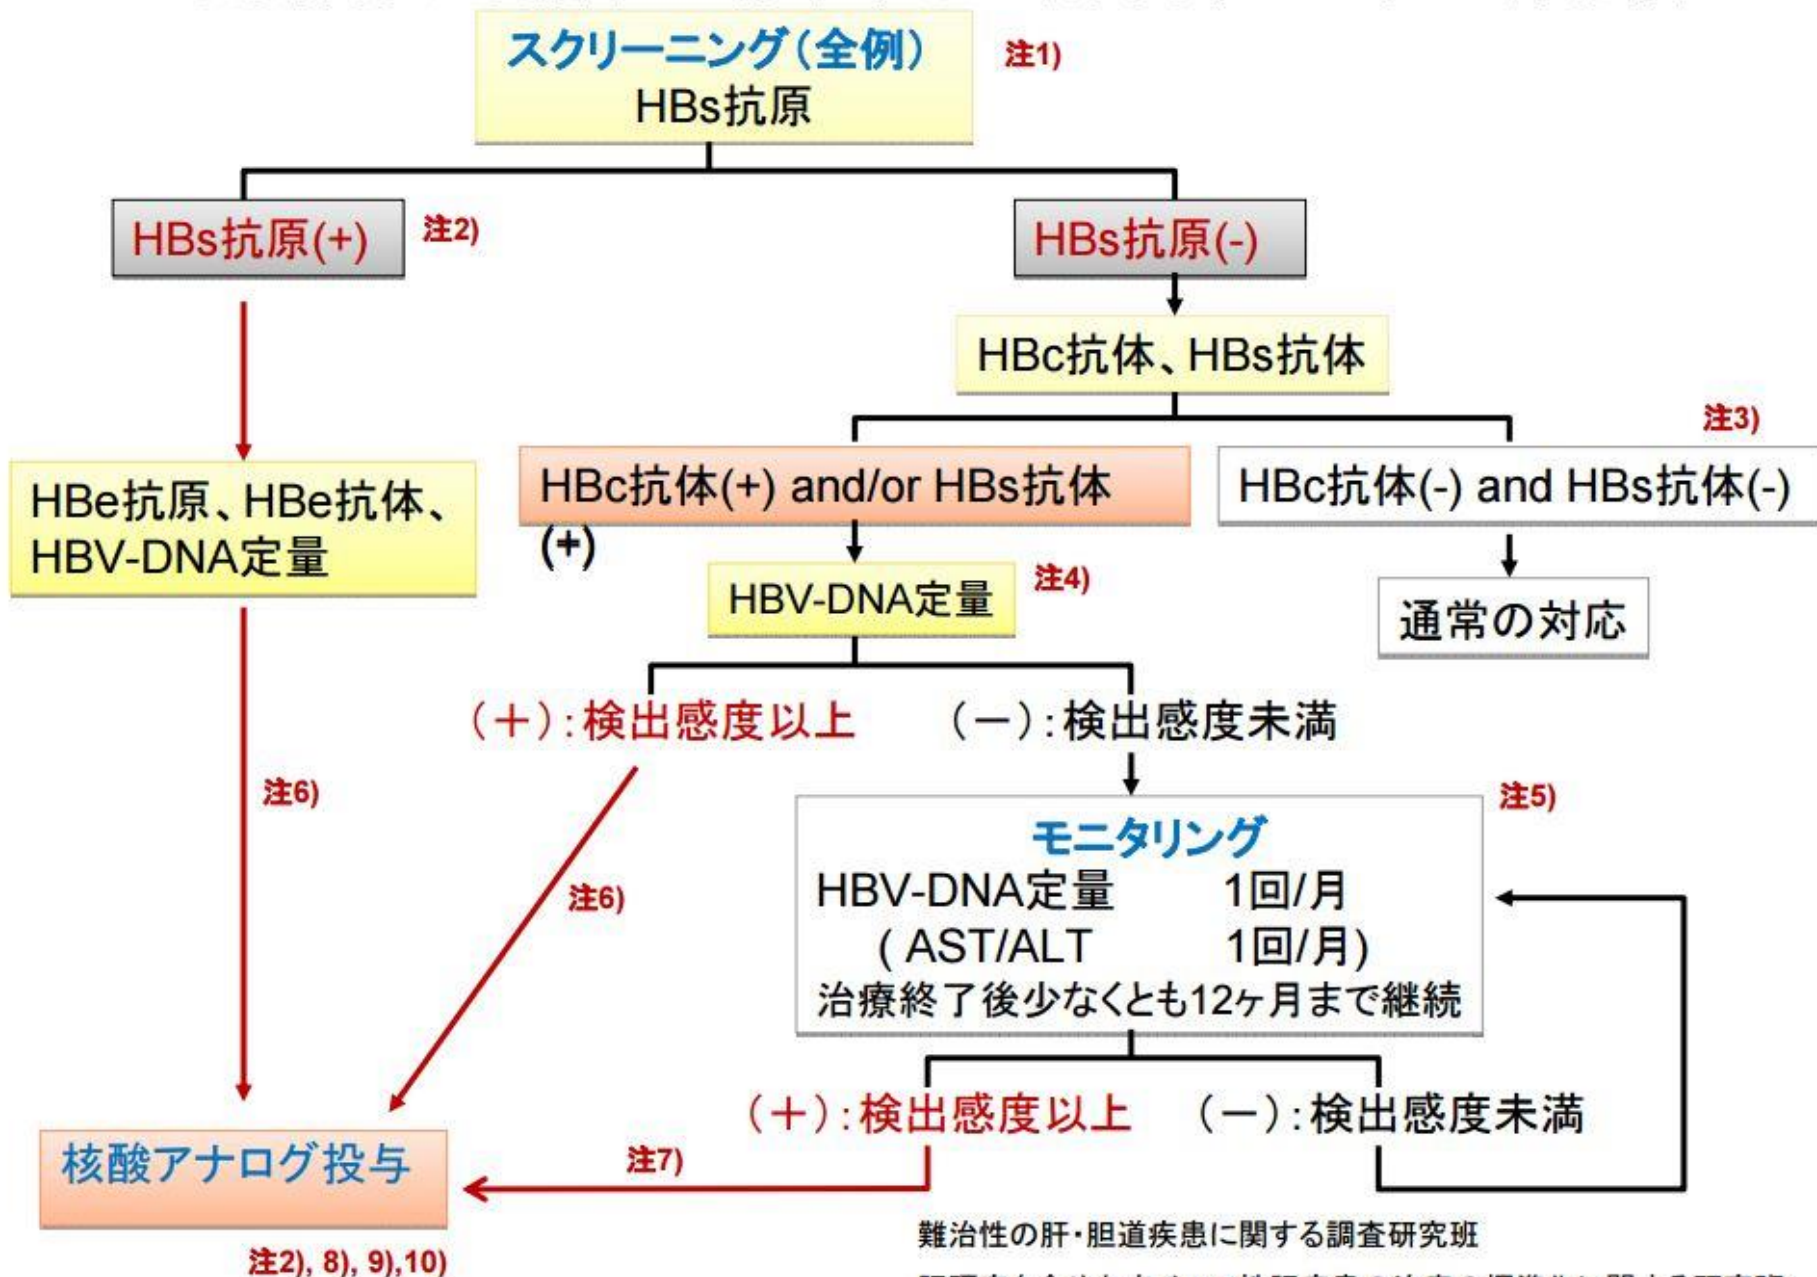 スクリーニング(全例)
注1)
HBs抗原
HBs抗原(+)
注2)
HBs抗原(-)
HBc抗体、HBs抗体
注3)
HBe抗原、HBe抗体、
HBV-DNA定量
HBc抗体(+) and/or HBs抗体
(+)
HBc抗体(-) and HBs抗体(-)
HBV-DNA定量
注4)
通常の対応
(+):検出感度以上
(-):検出感度未満
注6)
注6)
注5)
モニタリング
HBV-DNA定量 1回/月
( AST/ALT 1回/月)
治療終了後少なくとも12ヶ月まで継続
(+):検出感度以上
(-):検出感度未満
注7)
核酸アナログ投与
注2), 8), 9),10)
難治性の肝・胆道疾患に関する調査研究班